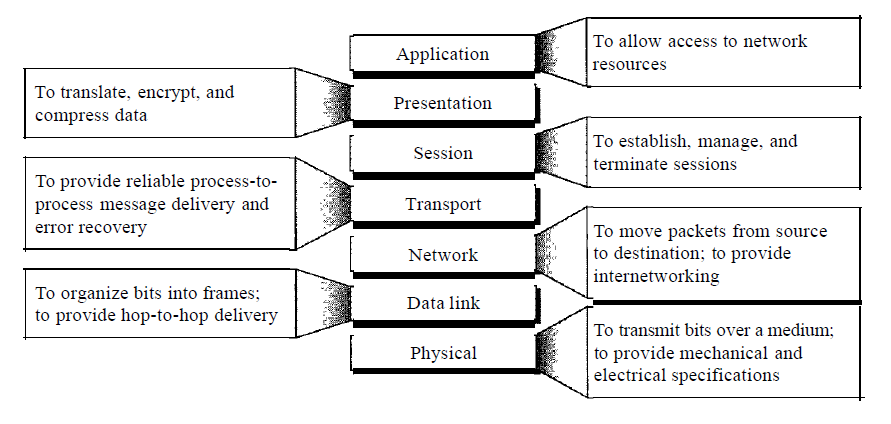 Application
To allow access to network
resources
To translate, encrypt, and
compress data
Presentation
Session
To establish, manage, and
terminate sessions
To provide reliable process-to-
process message delivery and
error recovery
Transport
Network
To move packets from source
to destination; to provide
internetworking
To organize bits into frames;
to provide hop-to-hop delivery
Data link
Physical
To transmit bits over a medium;
to provide mechanical and
electrical specifications